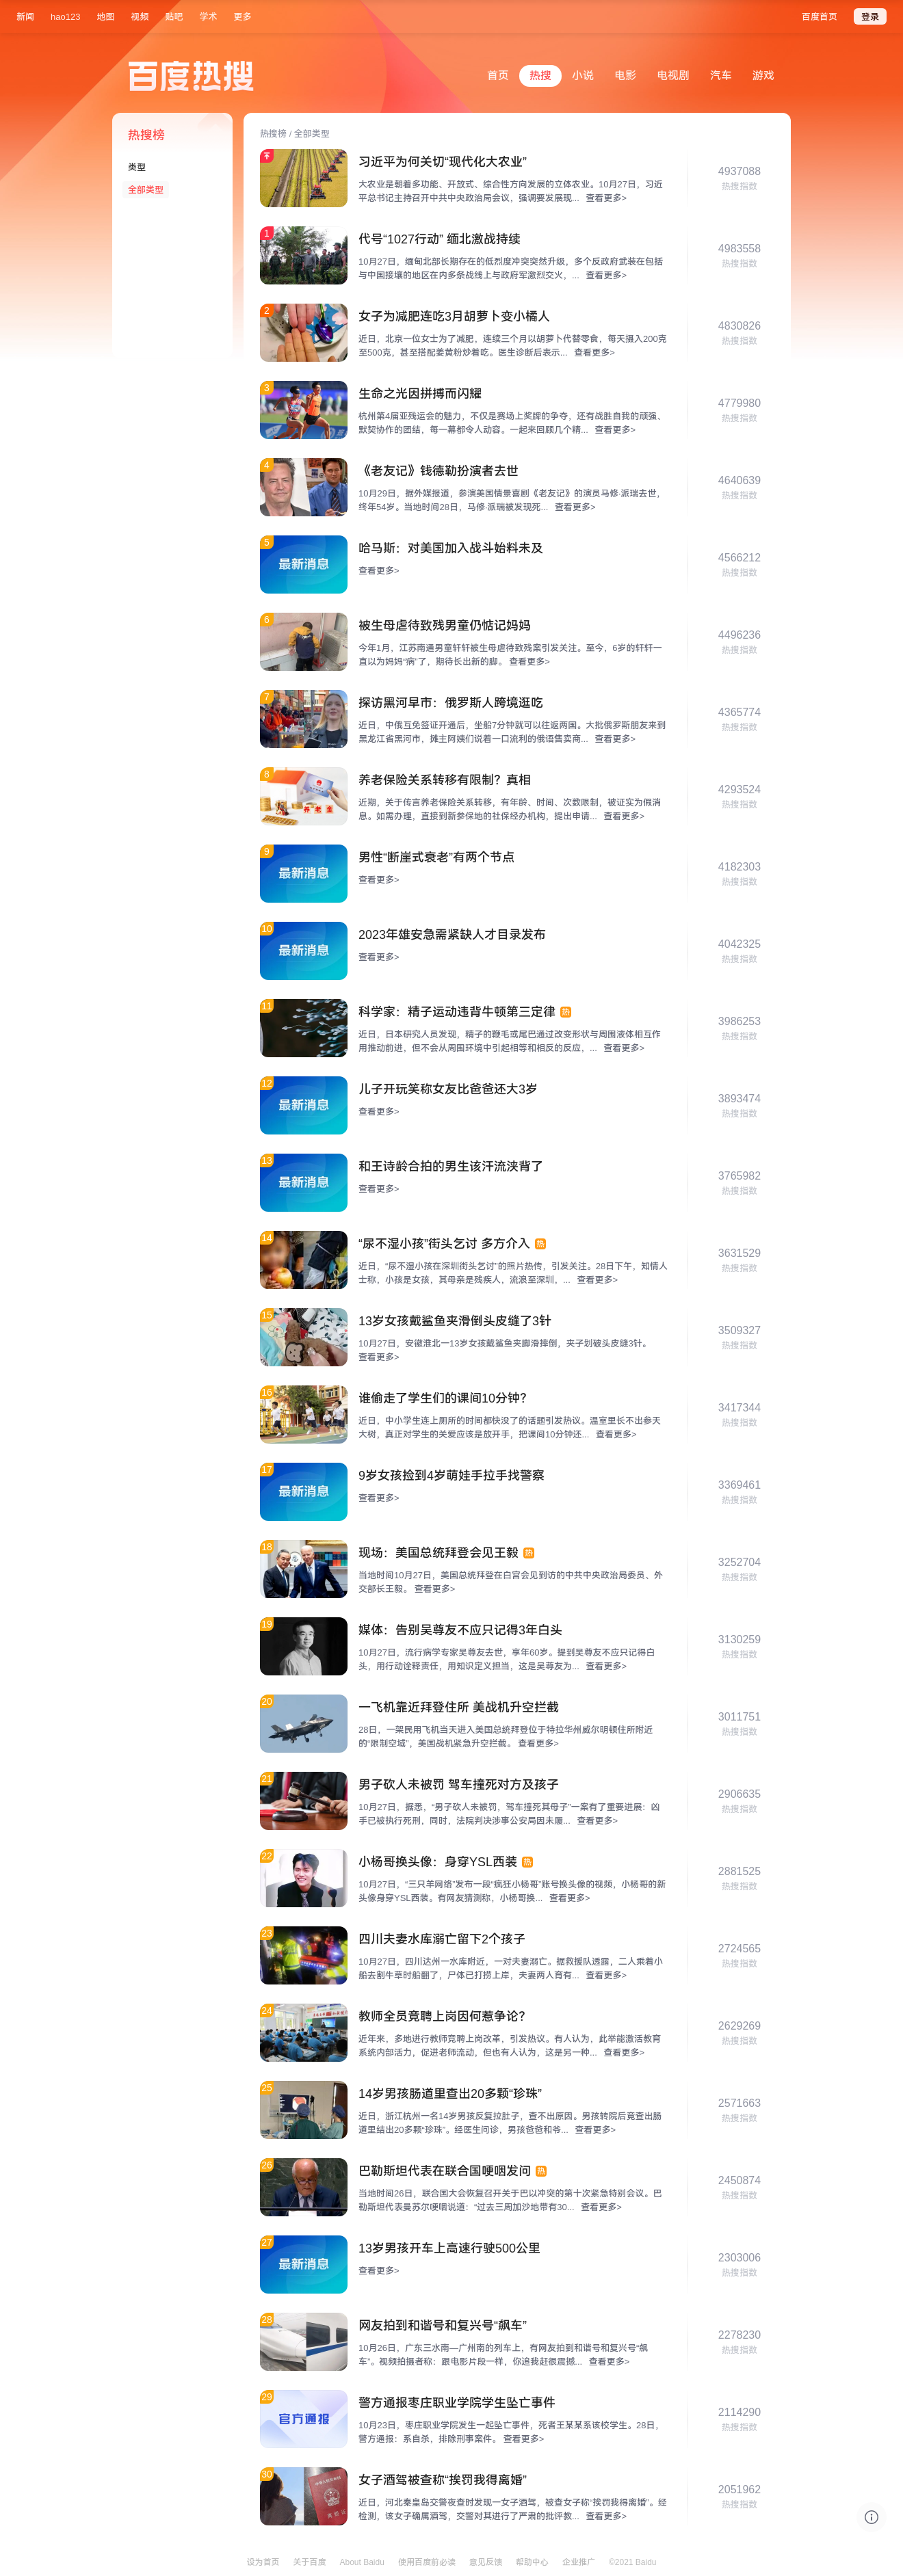 新闻 hao123 地图 视频 贴吧 学术 更多 百度首页 登录
百度热搜
首页 热搜 小说 电影 电视剧 汽车 游戏
热搜榜
类型
全部类型
热搜榜 / 全部类型
习近平为何关切“现代化大农业”
大农业是朝着多功能、开放式、综合性方向发展的立体农业。10月27日，习近
平总书记主持召开中共中央政治局会议，强调要发展现... 查看更多>
4937088
热搜指数
1
代号“1027行动” 缅北激战持续
10月27日，缅甸北部长期存在的低烈度冲突突然升级，多个反政府武装在包括
与中国接壤的地区在内多条战线上与政府军激烈交火，... 查看更多>
4983558
热搜指数
2
女子为减肥连吃3月胡萝卜变小橘人
近日，北京一位女士为了减肥，连续三个月以胡萝卜代替零食，每天摄入200克
至500克，甚至搭配姜黄粉炒着吃。医生诊断后表示... 查看更多>
4830826
热搜指数
3
生命之光因拼搏而闪耀
杭州第4届亚残运会的魅力，不仅是赛场上奖牌的争夺，还有战胜自我的顽强、
默契协作的团结，每一幕都令人动容。一起来回顾几个精... 查看更多>
4779980
热搜指数
4
《老友记》钱德勒扮演者去世
10月29日，据外媒报道，参演美国情景喜剧《老友记》的演员马修·派瑞去世，
终年54岁。当地时间28日，马修·派瑞被发现死... 查看更多>
4640639
热搜指数
5
最新消息
哈马斯：对美国加入战斗始料未及
查看更多>
4566212
热搜指数
6
被生母虐待致残男童仍惦记妈妈
今年1月，江苏南通男童轩轩被生母虐待致残案引发关注。至今，6岁的轩轩一
直以为妈妈“病”了，期待长出新的脚。 查看更多>
4496236
热搜指数
7
探访黑河早市：俄罗斯人跨境逛吃
近日，中俄互免签证开通后，坐船7分钟就可以往返两国。大批俄罗斯朋友来到
黑龙江省黑河市，摊主阿姨们说着一口流利的俄语售卖商... 查看更多>
4365774
热搜指数
8
养老金
养老保险关系转移有限制？真相
近期，关于传言养老保险关系转移，有年龄、时间、次数限制，被证实为假消
息。如需办理，直接到新参保地的社保经办机构，提出申请... 查看更多>
4293524
热搜指数
9
最新消息
男性“断崖式衰老”有两个节点
查看更多>
4182303
热搜指数
10
最新消息
2023年雄安急需紧缺人才目录发布
查看更多>
4042325
热搜指数
11
科学家：精子运动违背牛顿第三定律 热
近日，日本研究人员发现，精子的鞭毛或尾巴通过改变形状与周围液体相互作
用推动前进，但不会从周围环境中引起相等和相反的反应，... 查看更多>
3986253
热搜指数
12
最新消息
儿子开玩笑称女友比爸爸还大3岁
查看更多>
3893474
热搜指数
13
最新消息
和王诗龄合拍的男生该汗流浃背了
查看更多>
3765982
热搜指数
14
“尿不湿小孩”街头乞讨 多方介入 热
近日，“尿不湿小孩在深圳街头乞讨”的照片热传，引发关注。28日下午，知情人
士称，小孩是女孩，其母亲是残疾人，流浪至深圳，... 查看更多>
3631529
热搜指数
15
13岁女孩戴鲨鱼夹滑倒头皮缝了3针
10月27日，安徽淮北一13岁女孩戴鲨鱼夹脚滑摔倒，夹子划破头皮缝3针。
查看更多>
3509327
热搜指数
16
谁偷走了学生们的课间10分钟？
近日，中小学生连上厕所的时间都快没了的话题引发热议。温室里长不出参天
大树，真正对学生的关爱应该是放开手，把课间10分钟还... 查看更多>
3417344
热搜指数
17
最新消息
9岁女孩捡到4岁萌娃手拉手找警察
查看更多>
3369461
热搜指数
18
现场：美国总统拜登会见王毅 热
当地时间10月27日，美国总统拜登在白宫会见到访的中共中央政治局委员、外
交部长王毅。 查看更多>
3252704
热搜指数
19
媒体：告别吴尊友不应只记得3年白头
10月27日，流行病学专家吴尊友去世，享年60岁。提到吴尊友不应只记得白
头，用行动诠释责任，用知识定义担当，这是吴尊友为... 查看更多>
3130259
热搜指数
20
一飞机靠近拜登住所 美战机升空拦截
28日，一架民用飞机当天进入美国总统拜登位于特拉华州威尔明顿住所附近
的“限制空域”，美国战机紧急升空拦截。 查看更多>
3011751
热搜指数
21
男子砍人未被罚 驾车撞死对方及孩子
10月27日，据悉，“男子砍人未被罚，驾车撞死其母子”一案有了重要进展：凶
手已被执行死刑，同时，法院判决涉事公安局因未履... 查看更多>
2906635
热搜指数
22
小杨哥换头像：身穿YSL西装 热
10月27日，“三只羊网络”发布一段“疯狂小杨哥”账号换头像的视频，小杨哥的新
头像身穿YSL西装。有网友猜测称，小杨哥换... 查看更多>
2881525
热搜指数
23
四川夫妻水库溺亡留下2个孩子
10月27日，四川达州一水库附近，一对夫妻溺亡。据救援队透露，二人乘着小
船去割牛草时船翻了，尸体已打捞上岸，夫妻两人育有... 查看更多>
2724565
热搜指数
24
教师全员竞聘上岗因何惹争论？
近年来，多地进行教师竞聘上岗改革，引发热议。有人认为，此举能激活教育
系统内部活力，促进老师流动，但也有人认为，这是另一种... 查看更多>
2629269
热搜指数
25
14岁男孩肠道里查出20多颗“珍珠”
近日，浙江杭州一名14岁男孩反复拉肚子，查不出原因。男孩转院后竟查出肠
道里结出20多颗“珍珠”。经医生问诊，男孩爸爸和爷... 查看更多>
2571663
热搜指数
26
巴勒斯坦代表在联合国哽咽发问 热
当地时间26日，联合国大会恢复召开关于巴以冲突的第十次紧急特别会议。巴
勒斯坦代表曼苏尔哽咽说道：“过去三周加沙地带有30... 查看更多>
2450874
热搜指数
27
最新消息
13岁男孩开车上高速行驶500公里
查看更多>
2303006
热搜指数
28
网友拍到和谐号和复兴号“飙车”
10月26日，广东三水南—广州南的列车上，有网友拍到和谐号和复兴号“飙
车”。视频拍摄者称：跟电影片段一样，你追我赶很震撼... 查看更多>
2278230
热搜指数
29
官方通报
警方通报枣庄职业学院学生坠亡事件
10月23日，枣庄职业学院发生一起坠亡事件，死者王某某系该校学生。28日，
警方通报：系自杀，排除刑事案件。 查看更多>
2114290
热搜指数
30
女子酒驾被查称“挨罚我得离婚”
近日，河北秦皇岛交警夜查时发现一女子酒驾，被查女子称“挨罚我得离婚”。经
检测，该女子确属酒驾，交警对其进行了严肃的批评教... 查看更多>
2051962
热搜指数
设为首页 关于百度 About Baidu 使用百度前必读 意见反馈 帮助中心 企业推广 ©2021 Baidu